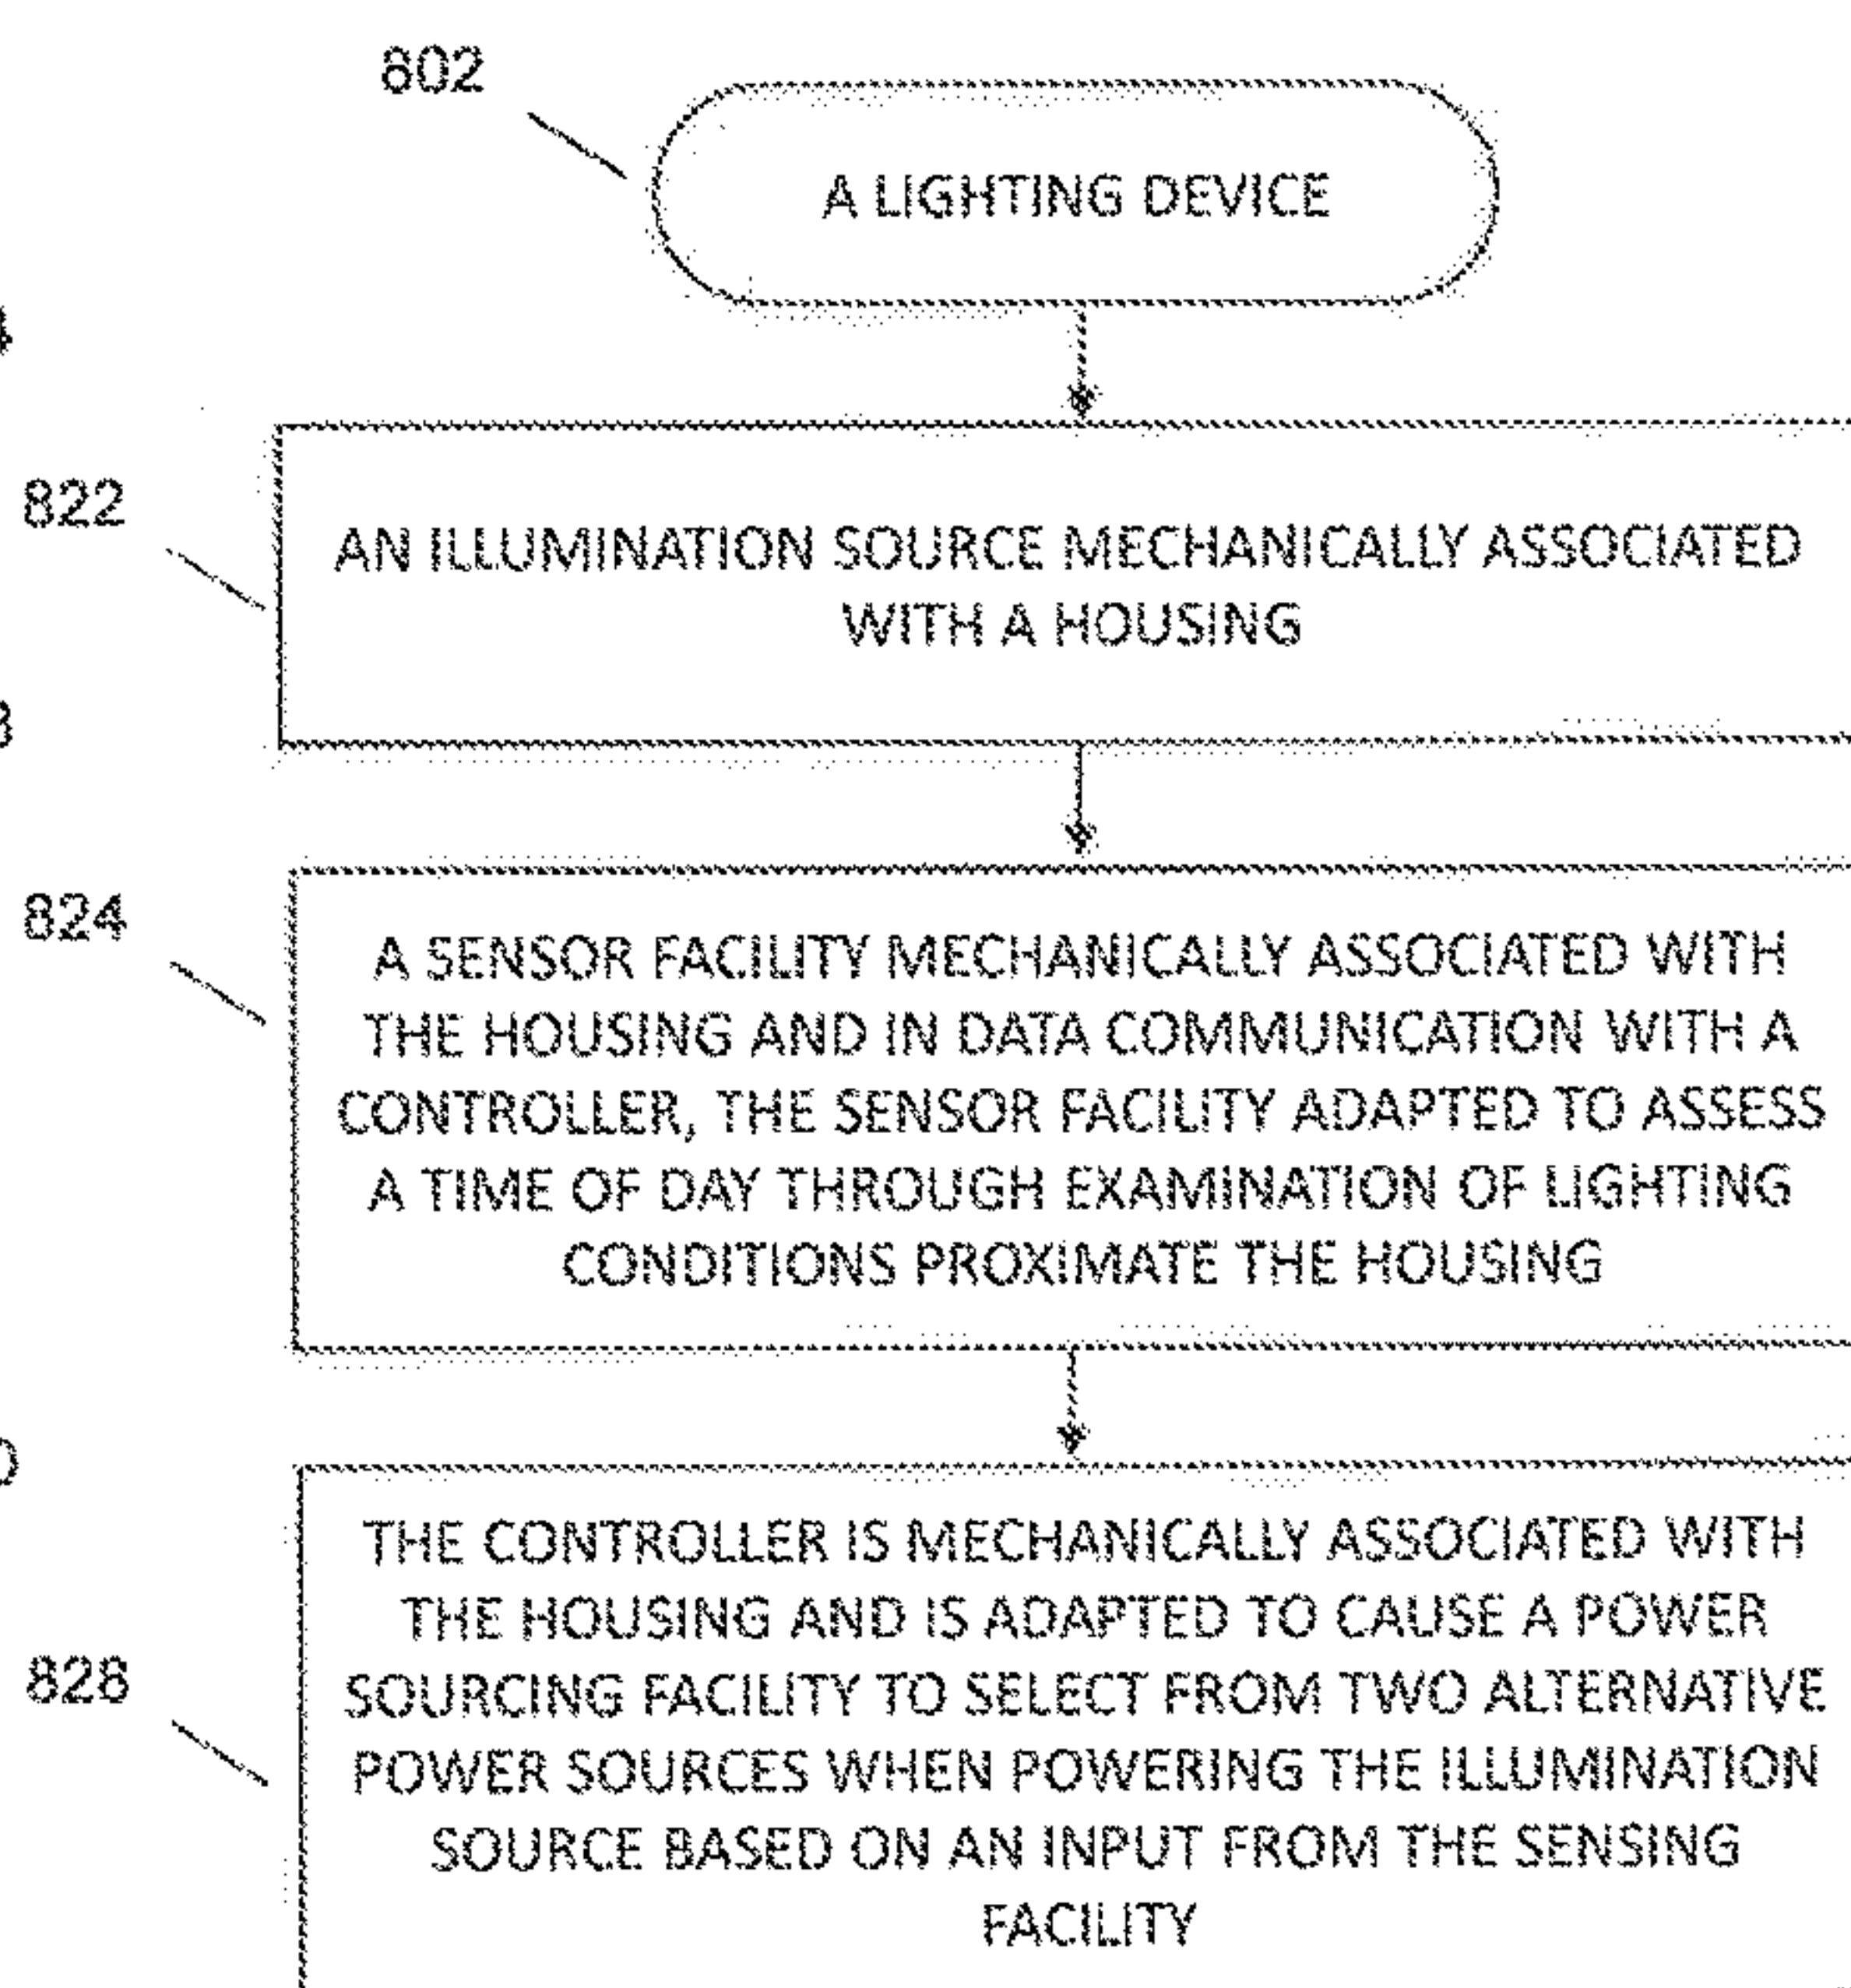 802
A LIGHTING DEVICE
4
822
AN ILLUMINATION SOURCE MECHANICALLY ASSOCIATED
WITH A HOUSING
824
A SENSOR FACILITY MECHANICALLY ASSOCIATED WITH
THE HOUSING AND IN DATA COMMUNICATION WITH A
CONTROLLER, THE SENSOR FACILITY ADAPTED TO ASSESS
A TIME OF DAY THROUGH EXAMINATION OF LIGHTING
CONDITIONS PROXIMATE THE HOUSING
828
THE CONTROLLER IS MECHANICALLY ASSOCIATED WITH
THE HOUSING AND IS ADAPTED TO CAUSE A POWER
SOURCING FACILITY TO SELECT FROM TWO ALTERNATIVE
POWER SOURCES WHEN POWERING THE ILLUMINATION
SOURCE BASED ON AN INPUT FROM THE SENSING
FACILITY